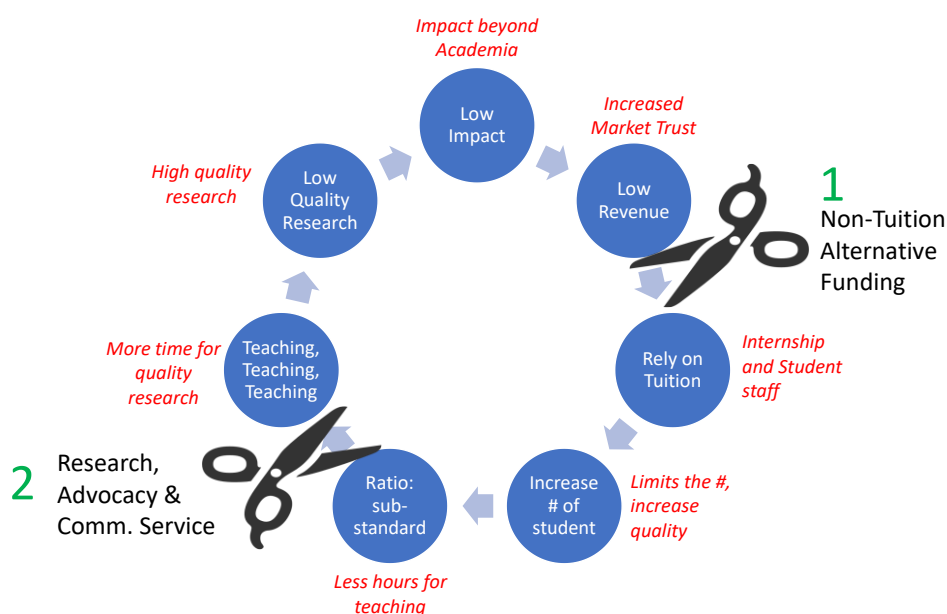 Impact beyond
Academia
Low
Impact
Increased
Market Trust
Low
Revenue
1
Non-Tuition
Alternative
Funding
Rely on
Tuition
Internship
and Student
staff
Increase
# of
student
Limits the #,
increase
quality
Ratio:
sub-
standard
Less hours for
teaching
2
Research,
Advocacy &
Comm. Service
Teaching,
Teaching,
Teaching
More time for
quality
research
Low
Quality
Research
High quality
research